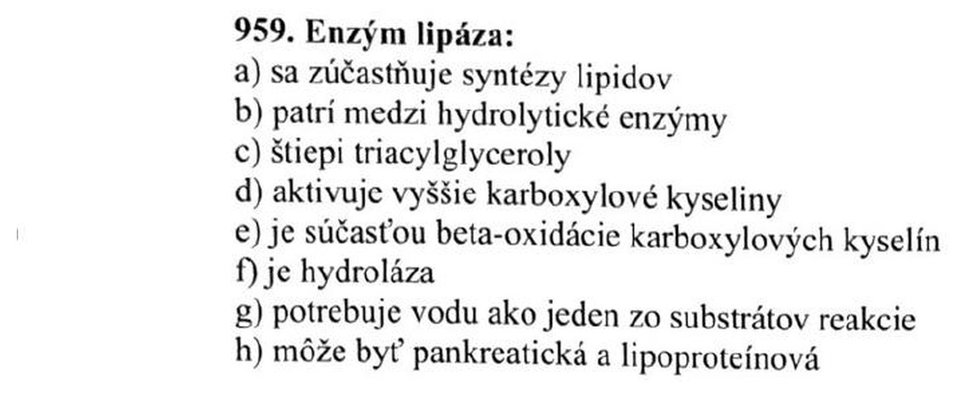 959. Enzým lipáza:
a) sa zúčastňuje syntézy lipidov
b) patrí medzi hydrolytické enzýmy
c) štiepi triacylglyceroly
d) aktivuje vyššie karboxylové kyseliny
e) je súčasťou beta-oxidácie karboxylových kyselín
f) je hydroláza
g) potrebuje vodu ako jeden zo substrátov reakcie
h) môže byť pankreatická a lipoproteínová